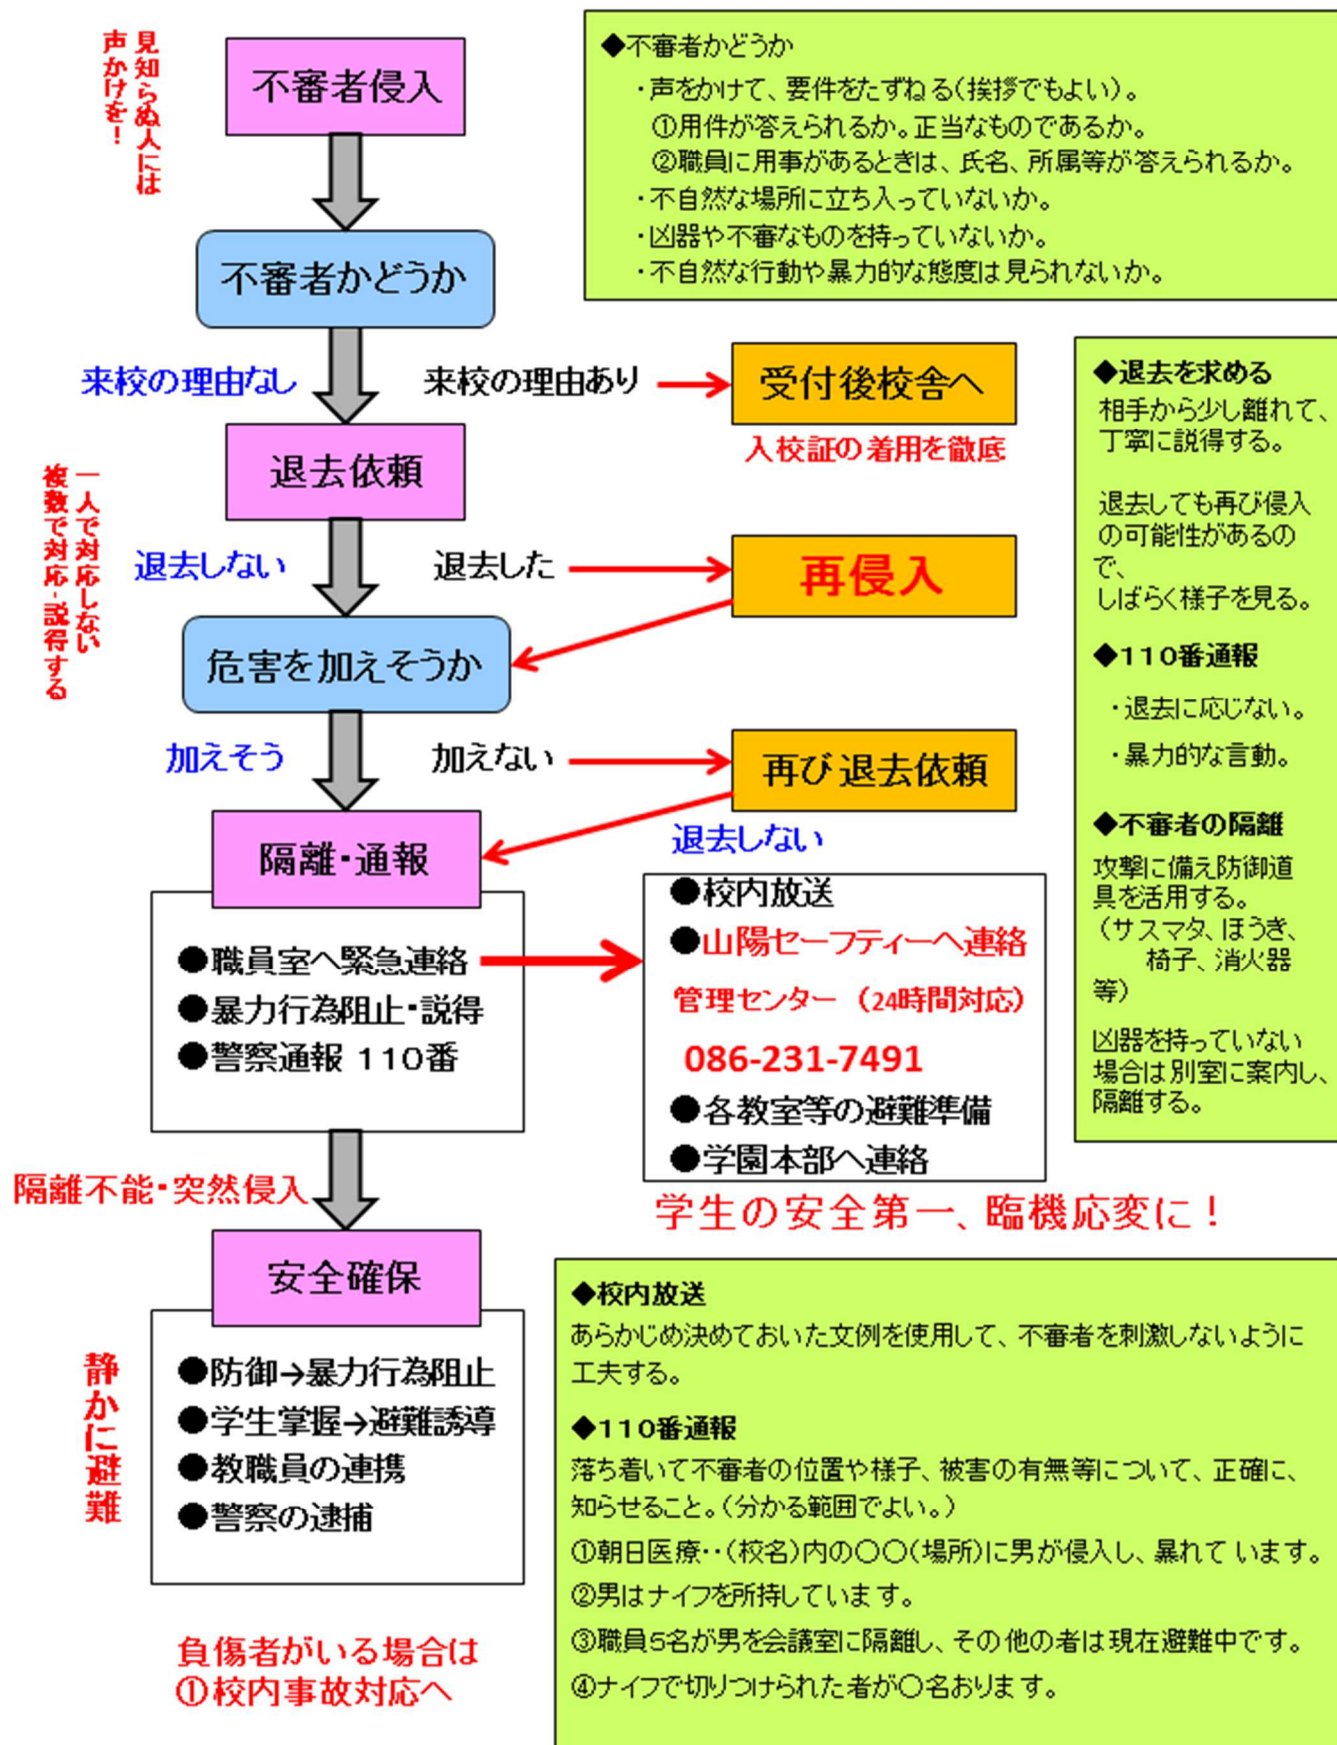 見知らぬ人には
声かけを！
不審者侵入
◆不審者かどうか
・声をかけて、要件をたずねる（挨拶でもよい）。
①用件が答えられるか。正当なものであるか。
②職員に用事があるときは、氏名、所属等が答えられるか。
・不自然な場所に立ち入っていないか。
・凶器や不審なものを持っていないか。
・不自然な行動や暴力的な態度は見られないか。
不審者かどうか
来校の理由なし
来校の理由あり
受付後校舎へ
入校証の着用を徹底
退去依頼
一人で対応しない
複数で対応・説得する
退去しない
退去した
再侵入
危害を加えそうか
加えそう
加えない
再び退去依頼
退去しない
隔離・通報
●職員室へ緊急連絡
●暴力行為阻止・説得
●警察通報 110番
●校内放送
●山陽セーフティーへ連絡
管理センター（24時間対応）
086-231-7491
●各教室等の避難準備
●学園本部へ連絡
◆退去を求める
相手から少し離れて、
丁寧に説得する。
退去しても再び侵入
の可能性があるの
で、
しばらく様子を見る。
◆110番通報
・退去に応じない。
・暴力的な言動。
◆不審者の隔離
攻撃に備え防御道
具を活用する。
（サスマタ、ほうき、
椅子、消火器
等）
凶器を持っていない
場合は別室に案内し、
隔離する。
隔離不能・突然侵入
学生の安全第一、臨機応変に！
安全確保
静かに避難
●防御→暴力行為阻止
●学生掌握→避難誘導
●教職員の連携
●警察の逮捕
負傷者がいる場合は
①校内事故対応へ
◆校内放送
あらかじめ決めておいた文例を使用して、不審者を刺激しないように
工夫する。
◆110番通報
落ち着いて不審者の位置や様子、被害の有無等について、正確に、
知らせること。（分かる範囲でよい。）
①朝日医療・・（校名）内の〇〇（場所）に男が侵入し、暴れています。
②男はナイフを所持しています。
③職員5名が男を会議室に隔離し、その他の者は現在避難中です。
④ナイフで切りつけられた者が〇名おります。